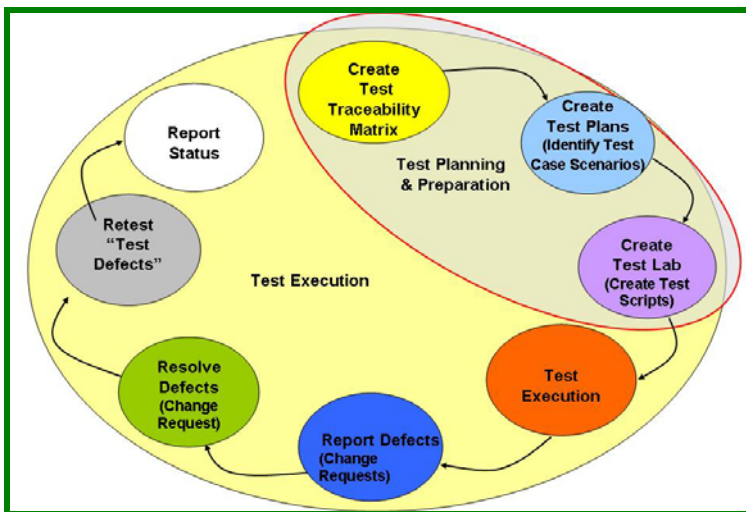 Create
Test
Traceability
Matrix
Create
Test Plans
(Identify Test
Case Scenarios)
Report
Status
Test Planning
& Preparation
Retest
“Test
Defects”
Create
Test Lab
(Create Test
Scripts)
Test Execution
Resolve
Defects
(Change
Request)
Test
Execution
Report Defects
(Change
Requests)